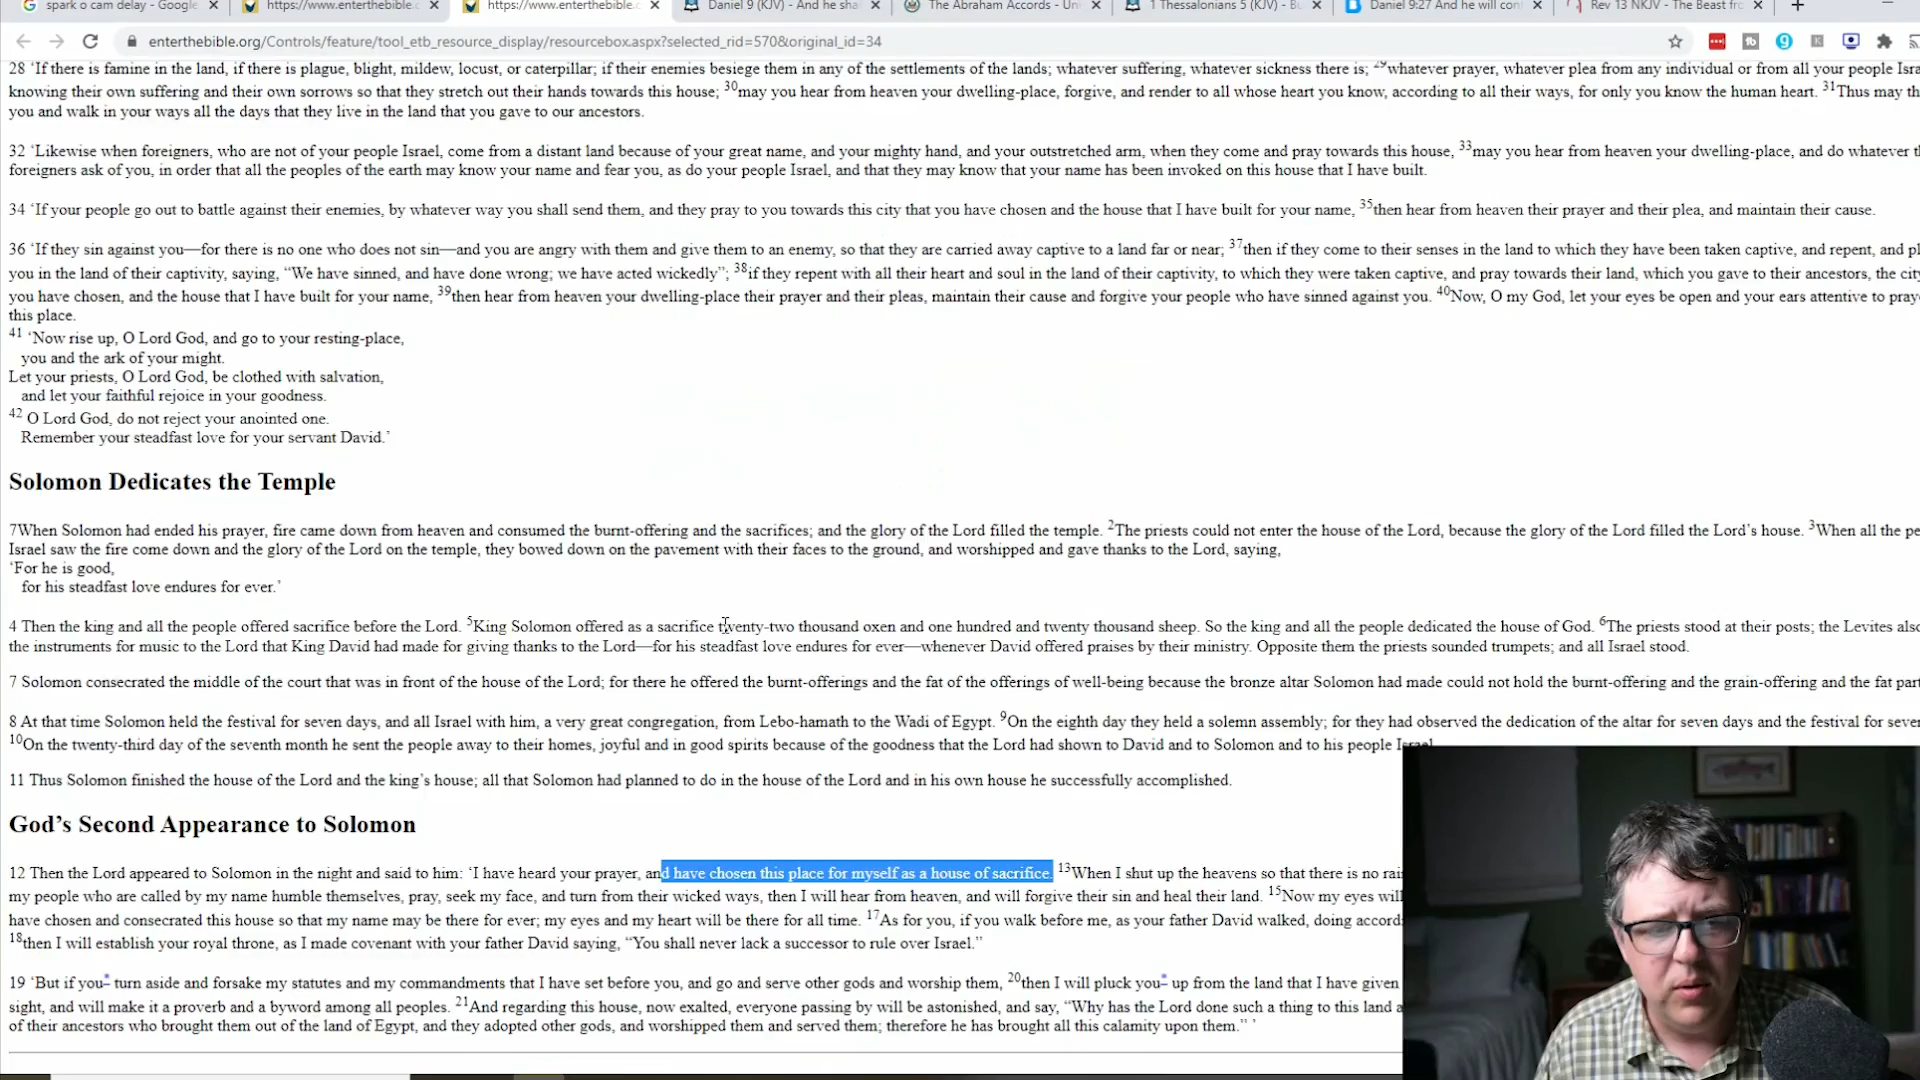 spark o cam delay - Google
https://www.enterthebible.
https://www.enterthebible.
Daniel 9 (KJV) - And he sha
The Abraham Accords - Un
1 Thessalonians 5 (KJV) - B
Daniel 9:27 And he will con
Rev 13 NKJV - The Beast fr
enterthebible.org/Controls/feature/tool_etb_resource_display/resourcebox.aspx?selected_rid=570&original_id=34
28 ‘If there is famine in the land, if there is plague, blight, mildew, locust, or caterpillar; if their enemies besiege them in any of the settlements of the lands; whatever suffering, whatever sickness there is; 29whatever prayer, whatever plea from any individual or from all your people Isra
knowing their own suffering and their own sorrows so that they stretch out their hands towards this house; 30may you hear from heaven your dwelling-place, forgive, and render to all whose heart you know, according to all their ways, for only you know the human heart. 31Thus may th
you and walk in your ways all the days that they live in the land that you gave to our ancestors.
32 ‘Likewise when foreigners, who are not of your people Israel, come from a distant land because of your great name, and your mighty hand, and your outstretched arm, when they come and pray towards this house, 33may you hear from heaven your dwelling-place, and do whatever t
foreigners ask of you, in order that all the peoples of the earth may know your name and fear you, as do your people Israel, and that they may know that your name has been invoked on this house that I have built.
34 ‘If your people go out to battle against their enemies, by whatever way you shall send them, and they pray to you towards this city that you have chosen and the house that I have built for your name, 35then hear from heaven their prayer and their plea, and maintain their cause.
36 ‘If they sin against you—for there is no one who does not sin—and you are angry with them and give them to an enemy, so that they are carried away captive to a land far or near; 37then if they come to their senses in the land to which they have been taken captive, and repent, and pl
you in the land of their captivity, saying, “We have sinned, and have done wrong; we have acted wickedly”; 38if they repent with all their heart and soul in the land of their captivity, to which they were taken captive, and pray towards their land, which you gave to their ancestors, the city
you have chosen, and the house that I have built for your name, 39then hear from heaven your dwelling-place their prayer and their pleas, maintain their cause and forgive your people who have sinned against you. 40Now, O my God, let your eyes be open and your ears attentive to pray
this place.
41 ‘Now rise up, O Lord God, and go to your resting-place,
you and the ark of your might.
Let your priests, O Lord God, be clothed with salvation,
and let your faithful rejoice in your goodness.
42 O Lord God, do not reject your anointed one.
Remember your steadfast love for your servant David.’
Solomon Dedicates the Temple
7When Solomon had ended his prayer, fire came down from heaven and consumed the burnt-offering and the sacrifices; and the glory of the Lord filled the temple. 2The priests could not enter the house of the Lord, because the glory of the Lord filled the Lord’s house. 3When all the pe
Israel saw the fire come down and the glory of the Lord on the temple, they bowed down on the pavement with their faces to the ground, and worshipped and gave thanks to the Lord, saying,
‘For he is good,
for his steadfast love endures for ever.’
4 Then the king and all the people offered sacrifice before the Lord. 5King Solomon offered as a sacrifice twenty-two thousand oxen and one hundred and twenty thousand sheep. So the king and all the people dedicated the house of God. 6The priests stood at their posts; the Levites also
the instruments for music to the Lord that King David had made for giving thanks to the Lord—for his steadfast love endures for ever—whenever David offered praises by their ministry. Opposite them the priests sounded trumpets; and all Israel stood.
7 Solomon consecrated the middle of the court that was in front of the house of the Lord; for there he offered the burnt-offerings and the fat of the offerings of well-being because the bronze altar Solomon had made could not hold the burnt-offering and the grain-offering and the fat part
8 At that time Solomon held the festival for seven days, and all Israel with him, a very great congregation, from Lebo-hamath to the Wadi of Egypt. 9On the eighth day they held a solemn assembly; for they had observed the dedication of the altar for seven days and the festival for seve
10On the twenty-third day of the seventh month he sent the people away to their homes, joyful and in good spirits because of the goodness that the Lord had shown to David and to Solomon and to his people Israel.
11 Thus Solomon finished the house of the Lord and the king’s house; all that Solomon had planned to do in the house of the Lord and in his own house he successfully accomplished.
God’s Second Appearance to Solomon
12 Then the Lord appeared to Solomon in the night and said to him: ‘I have heard your prayer, and have chosen this place for myself as a house of sacrifice. 13When I shut up the heavens so that there is no rai
my people who are called by my name humble themselves, pray, seek my face, and turn from their wicked ways, then I will hear from heaven, and will forgive their sin and heal their land. 15Now my eyes wil
have chosen and consecrated this house so that my name may be there for ever; my eyes and my heart will be there for all time. 17As for you, if you walk before me, as your father David walked, doing accord
18then I will establish your royal throne, as I made covenant with your father David saying, “You shall never lack a successor to rule over Israel.”
19 ‘But if you* turn aside and forsake my statutes and my commandments that I have set before you, and go and serve other gods and worship them, 20then I will pluck you* up from the land that I have given
sight, and will make it a proverb and a byword among all peoples. 21And regarding this house, now exalted, everyone passing by will be astonished, and say, “Why has the Lord done such a thing to this land a
of their ancestors who brought them out of the land of Egypt, and they adopted other gods, and worshipped them and served them; therefore he has brought all this calamity upon them.” ’